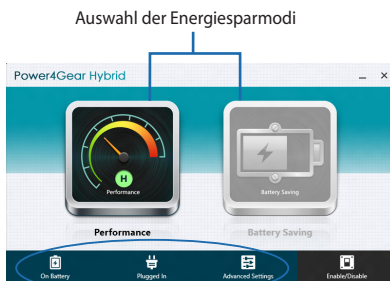 Auswahl der Energiesparmodi
Power4Gear Hybrid
H
Performance
Battery Saving
Performance
Battery Saving
On Battery
Plugged In
Advanced Settings
Enable/Disable